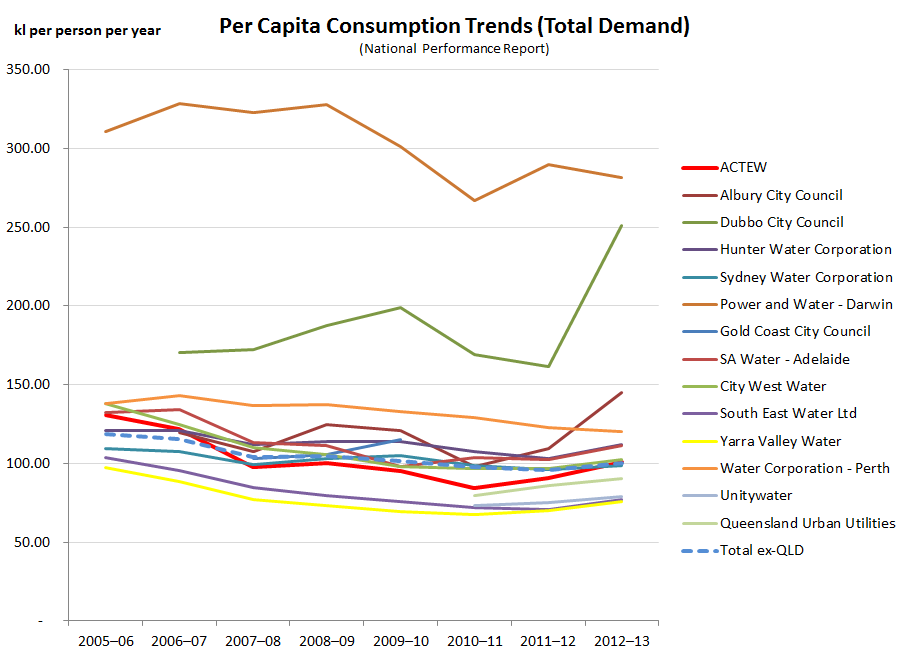 kl per person per year
Per Capita Consumption Trends (Total Demand)
(National Performance Report)
350.00
300.00
250.00
200.00
150.00
100.00
50.00
-
2005–06 2006–07 2007–08 2008–09 2009–10 2010–11 2011–12 2012–13
ACTEW
Albury City Council
Dubbo City Council
Hunter Water Corporation
Sydney Water Corporation
Power and Water - Darwin
Gold Coast City Council
SA Water - Adelaide
City West Water
South East Water Ltd
Yarra Valley Water
Water Corporation - Perth
Unitywater
Queensland Urban Utilities
Total ex-QLD